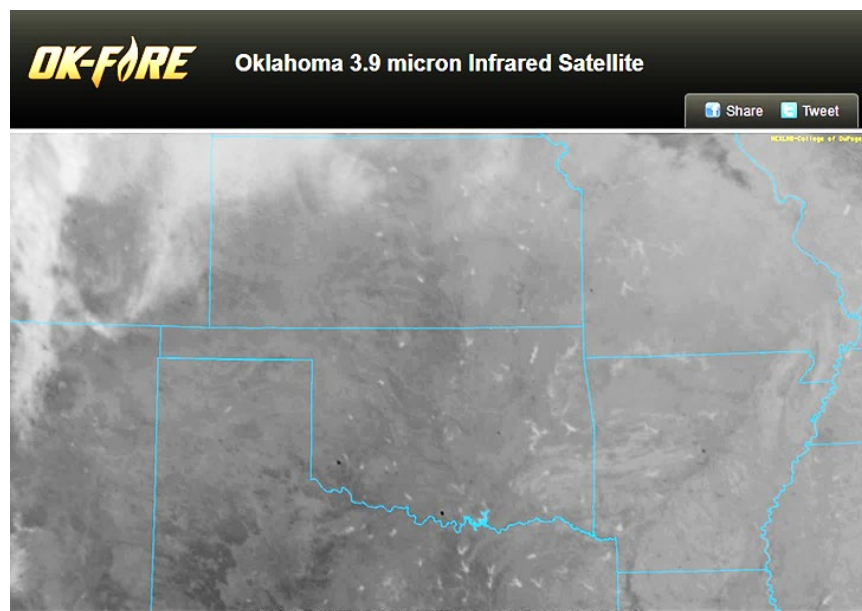 OK-FIRE
Oklahoma 3.9 micron Infrared Satellite
Share
Tweet
NEXLAB-College of DuPage